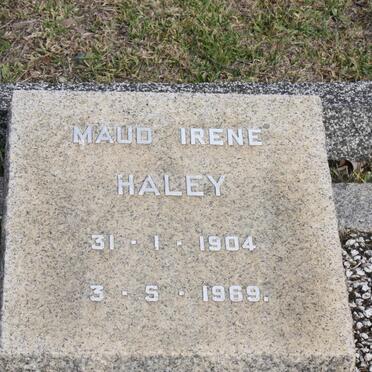 MAUD IRENE
HALEY
31 · 1 · 1904
3 · 5 · 1969.